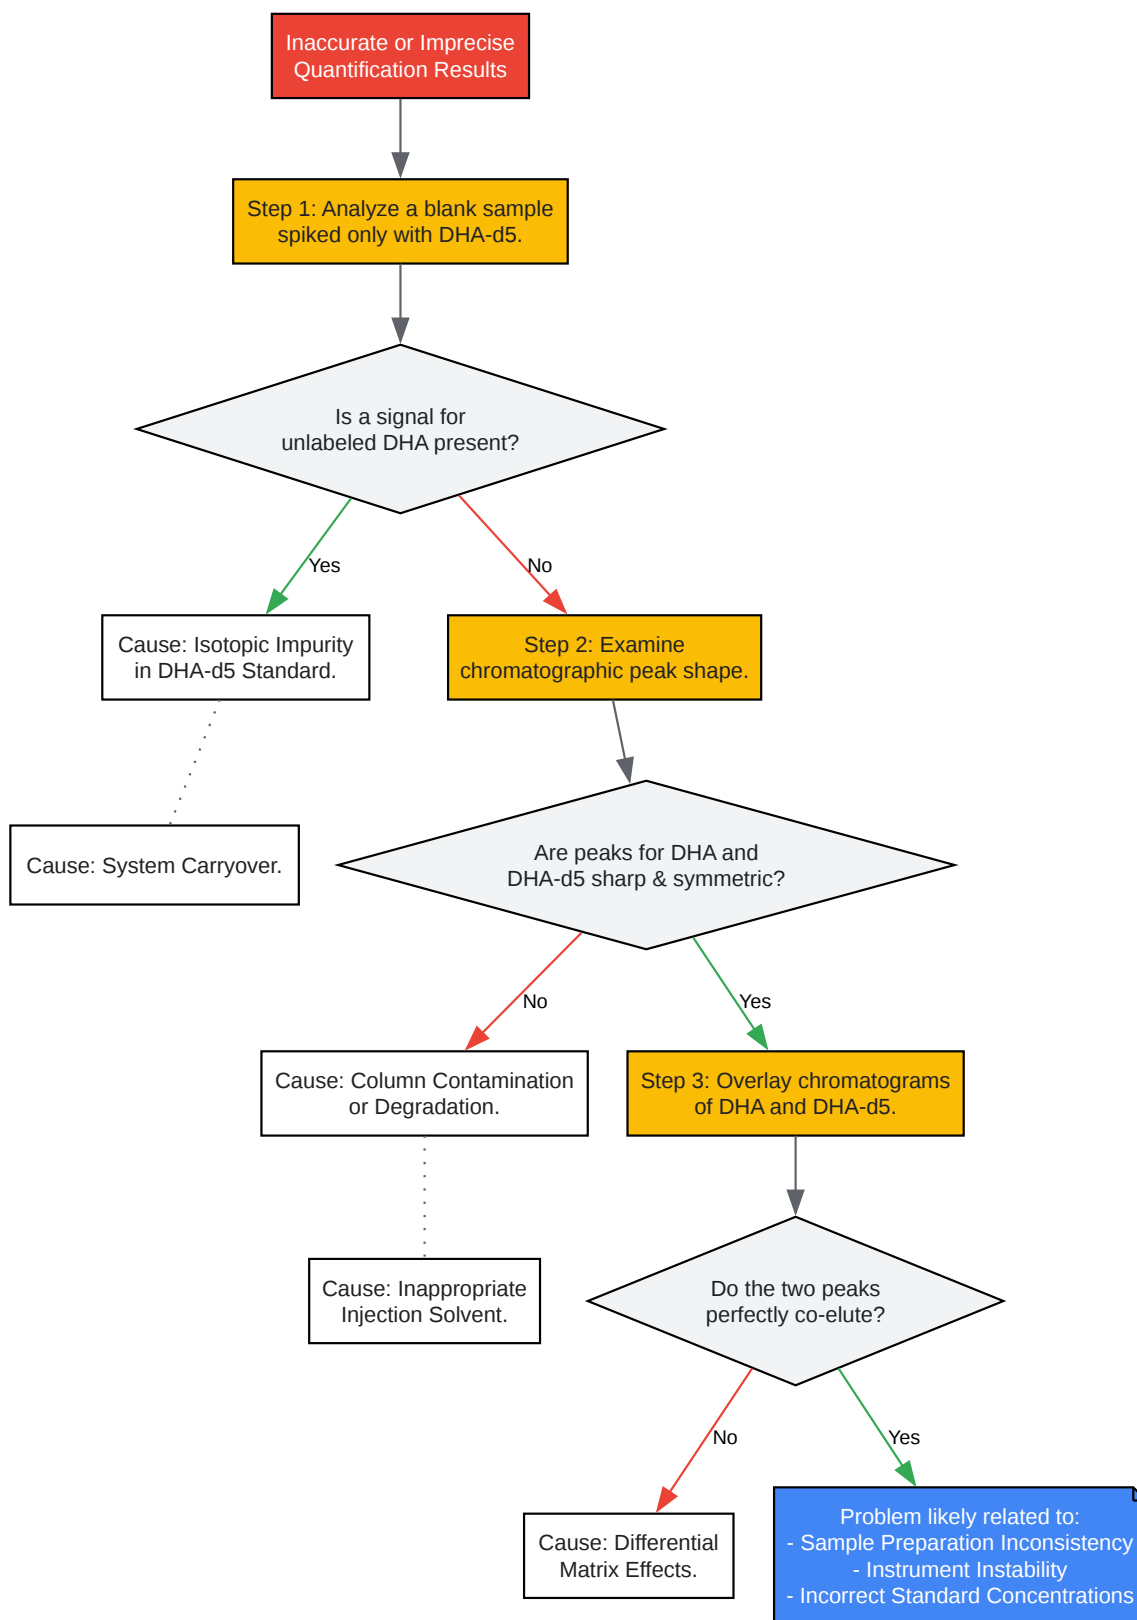 Inaccurate or Imprecise
Quantification Results
Step 1: Analyze a blank sample
spiked only with DHA-d5.
Is a signal for
unlabeled DHA present?
Yes
No
Cause: Isotopic Impurity
in DHA-d5 Standard.
Step 2: Examine
chromatographic peak shape.
Cause: System Carryover.
Are peaks for DHA and
DHA-d5 sharp & symmetric?
No
Yes
Cause: Column Contamination
or Degradation.
Step 3: Overlay chromatograms
of DHA and DHA-d5.
Cause: Inappropriate
Injection Solvent.
Do the two peaks
perfectly co-elute?
No
Yes
Cause: Differential
Matrix Effects.
Problem likely related to:
- Sample Preparation Inconsistency
- Instrument Instability
- Incorrect Standard Concentrations